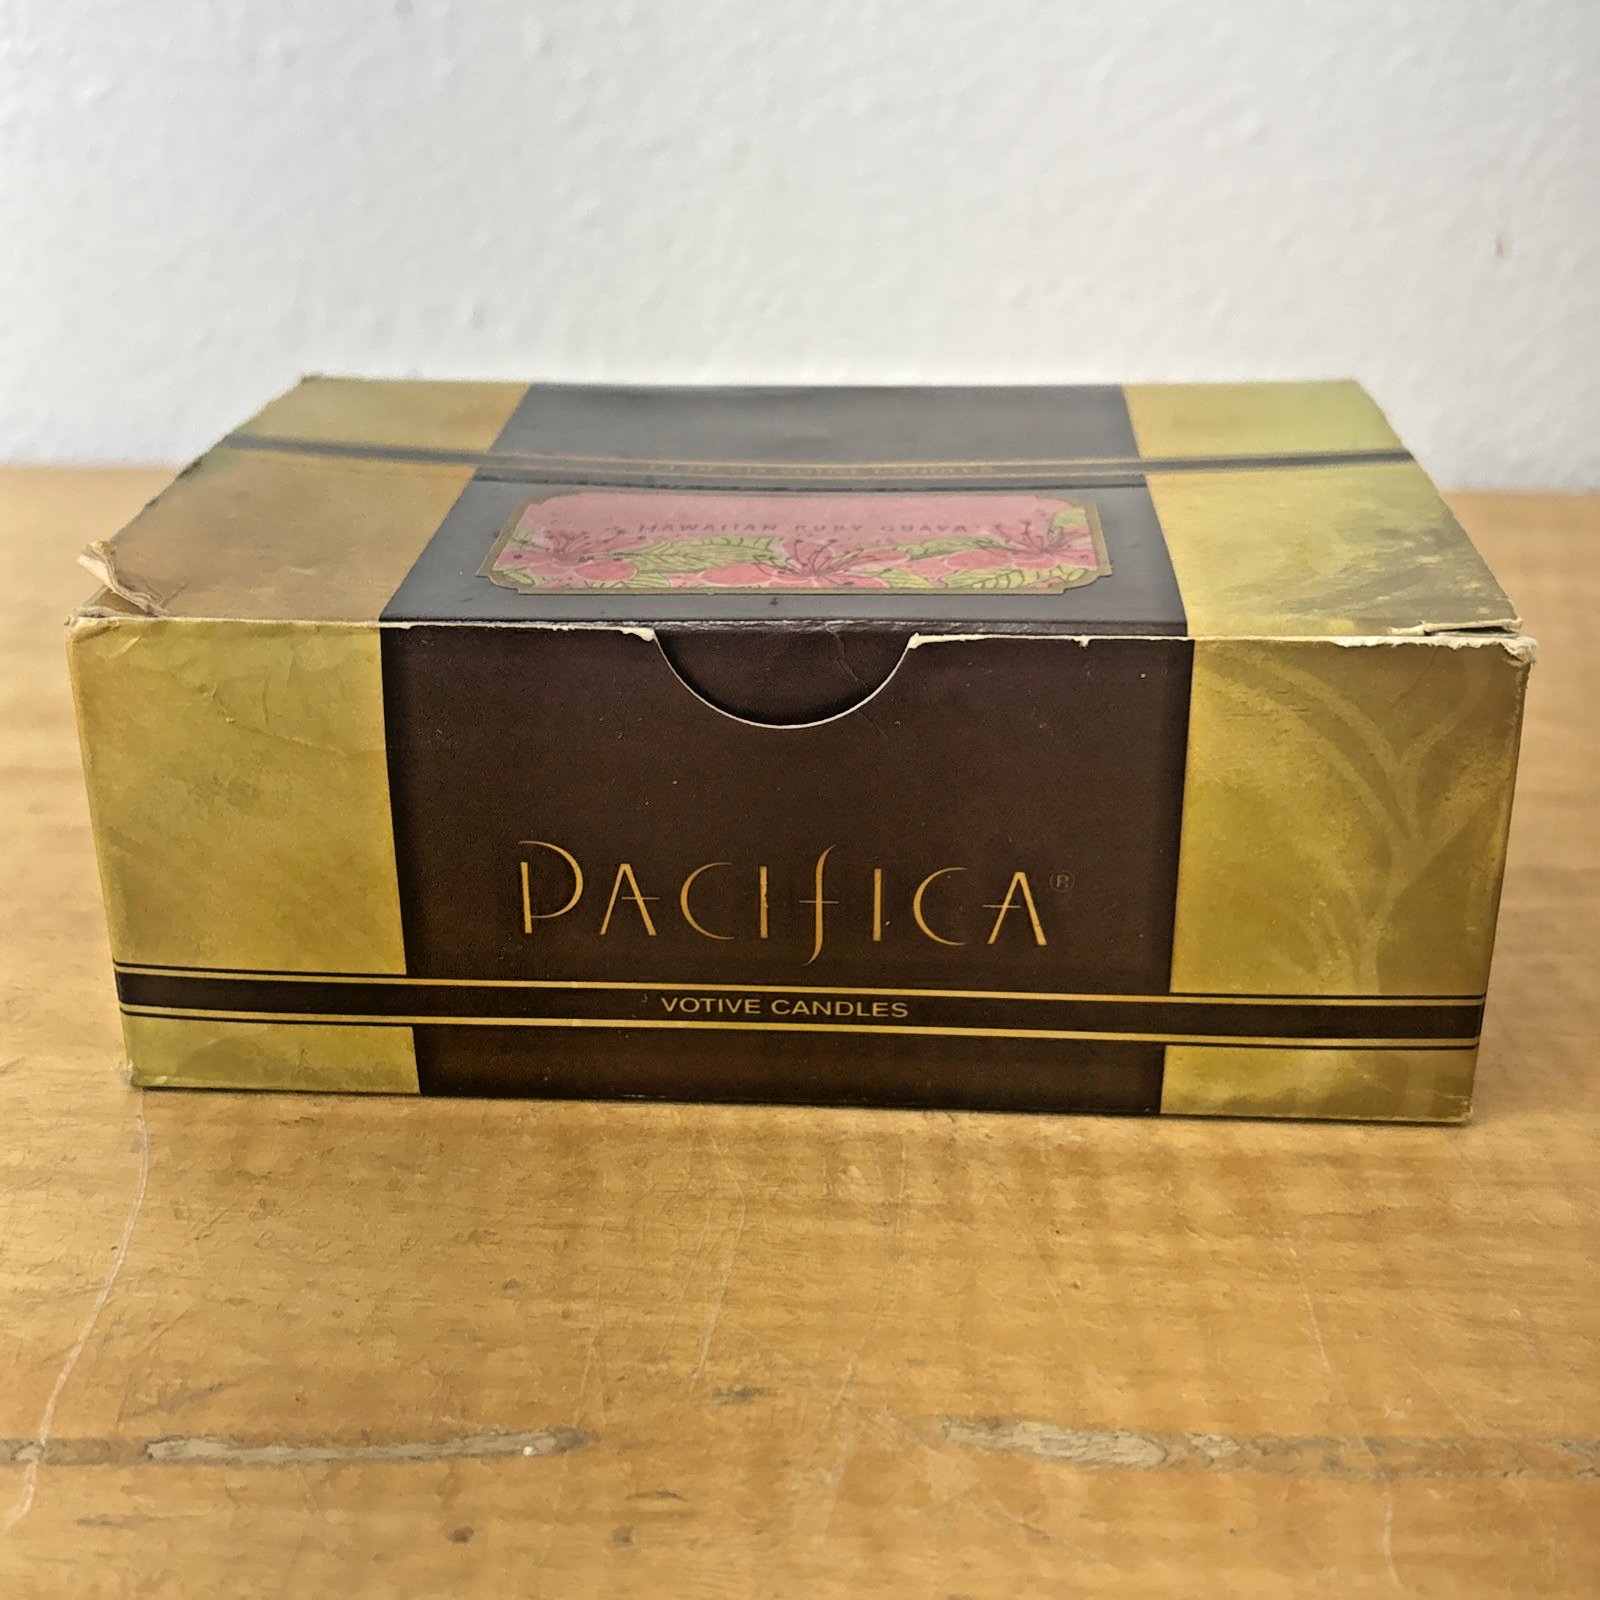 HAWAIIAN RUBY GUAVA
PACIFICA®
VOTIVE CANDLES